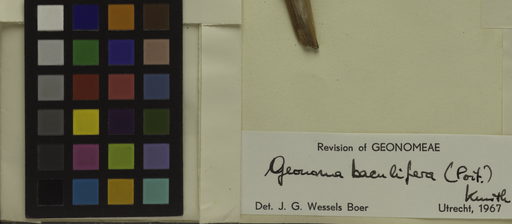 Revision of GEONOMEAE
Geonoma baculifera (Poit.)
Kunth
Det. J. G. Wessels Boer Utrecht, 1967